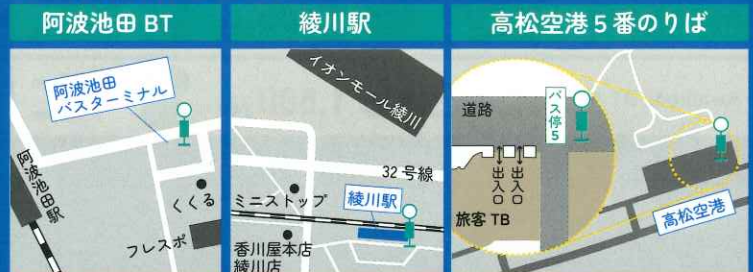 阿波池田 BT
阿波池田
バスターミナル
阿波池田駅
くくる
フレスポ
綾川駅
イオンモール綾川
32号線
ミニストップ
綾川駅
香川屋本店
綾川店
高松空港5番のりば
道路
バス停5
出入口
出入口
旅客 TB
高松空港